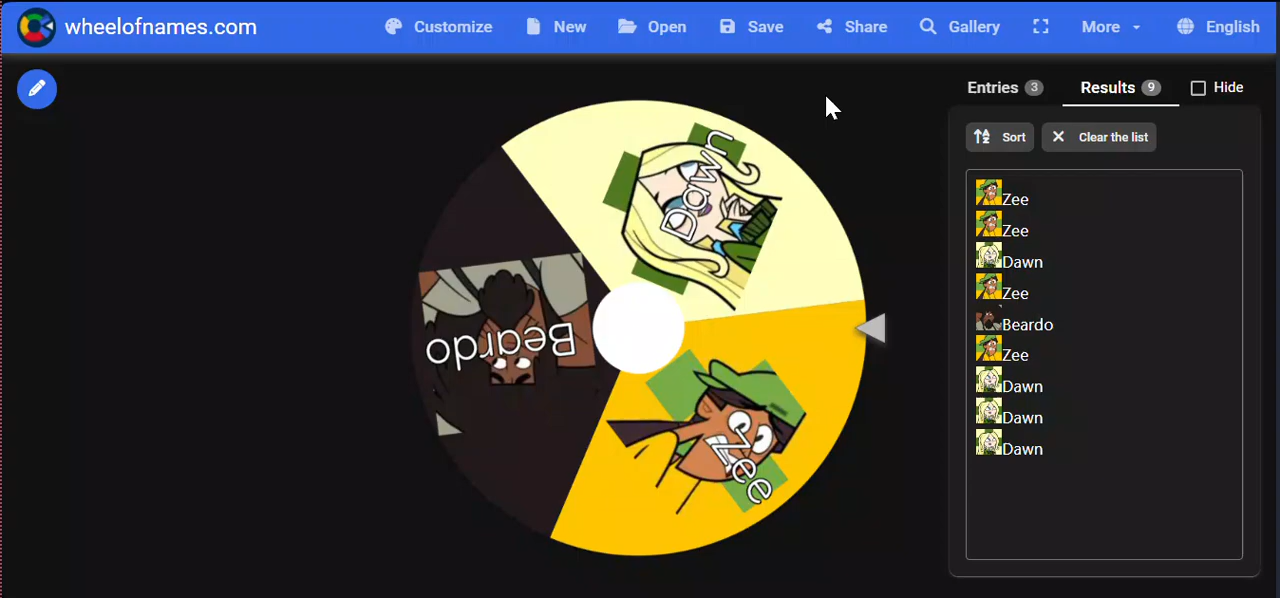 wheelofnames.com Customize New Open Save Share Gallery More English
Entries 3 Results 9 Hide
Sort Clear the list
Zee
Zee
Dawn
Zee
Beardo
Zee
Dawn
Dawn
Dawn
Dawn
Beardo
Zee